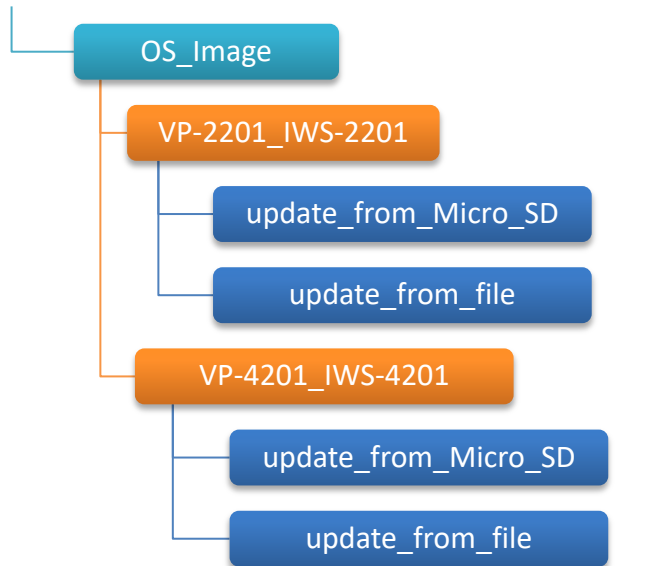 OS_Image
VP-2201_IWS-2201
update_from_Micro_SD
update_from_file
VP-4201_IWS-4201
update_from_Micro_SD
update_from_file